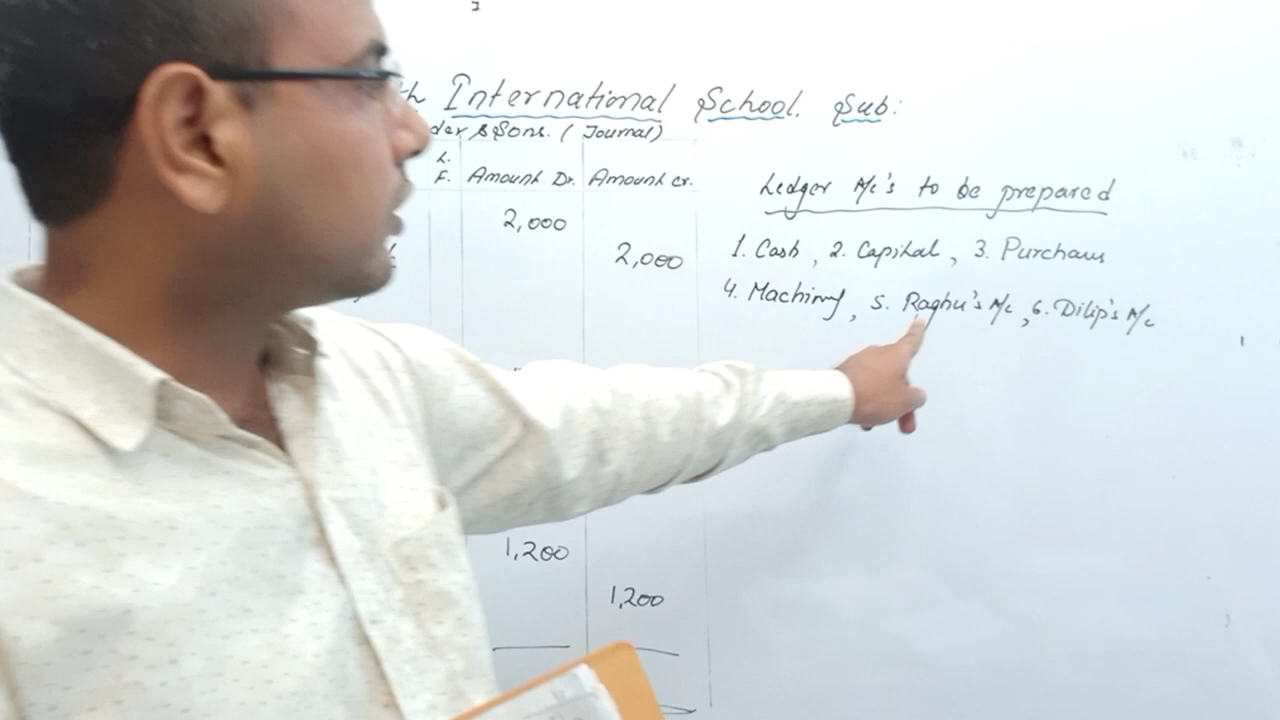 International School. Sub:
& Sons. (Journal)
L.
F. Amount Dr. Amount cr.
Ledger A/c's to be prepared
2,000
2,000
1. Cash, 2. Capital, 3. Purchases
4. Machinery, 5. Raghu's A/c, 6. Dilip's A/c
1,200
1,200